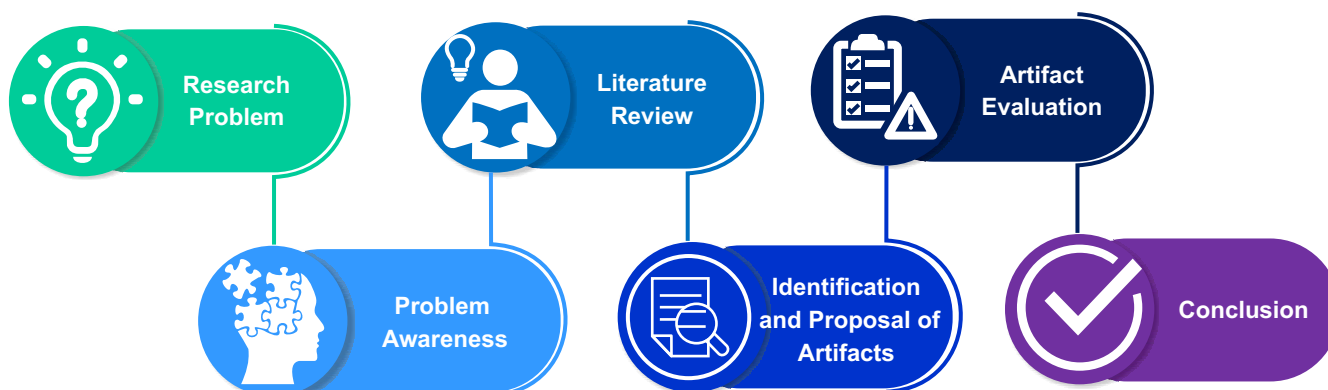 Research
Problem
Problem
Awareness
Literature
Review
Identification
and Proposal of
Artifacts
Artifact
Evaluation
Conclusion